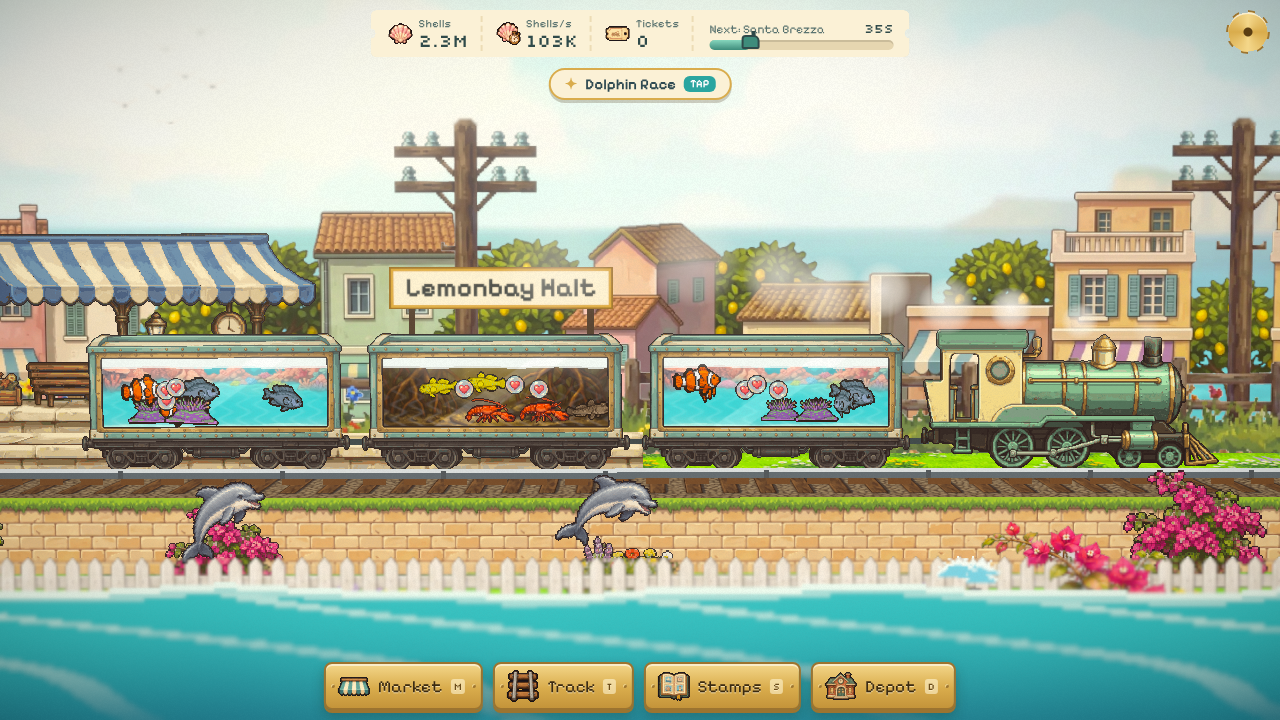 Shells
2.3M
Shells/s
103K
Tickets
0
Next: Santa Brezza
35S
Dolphin Race TAP
Lemonbay Halt
Market M
Track T
Stamps S
Depot D